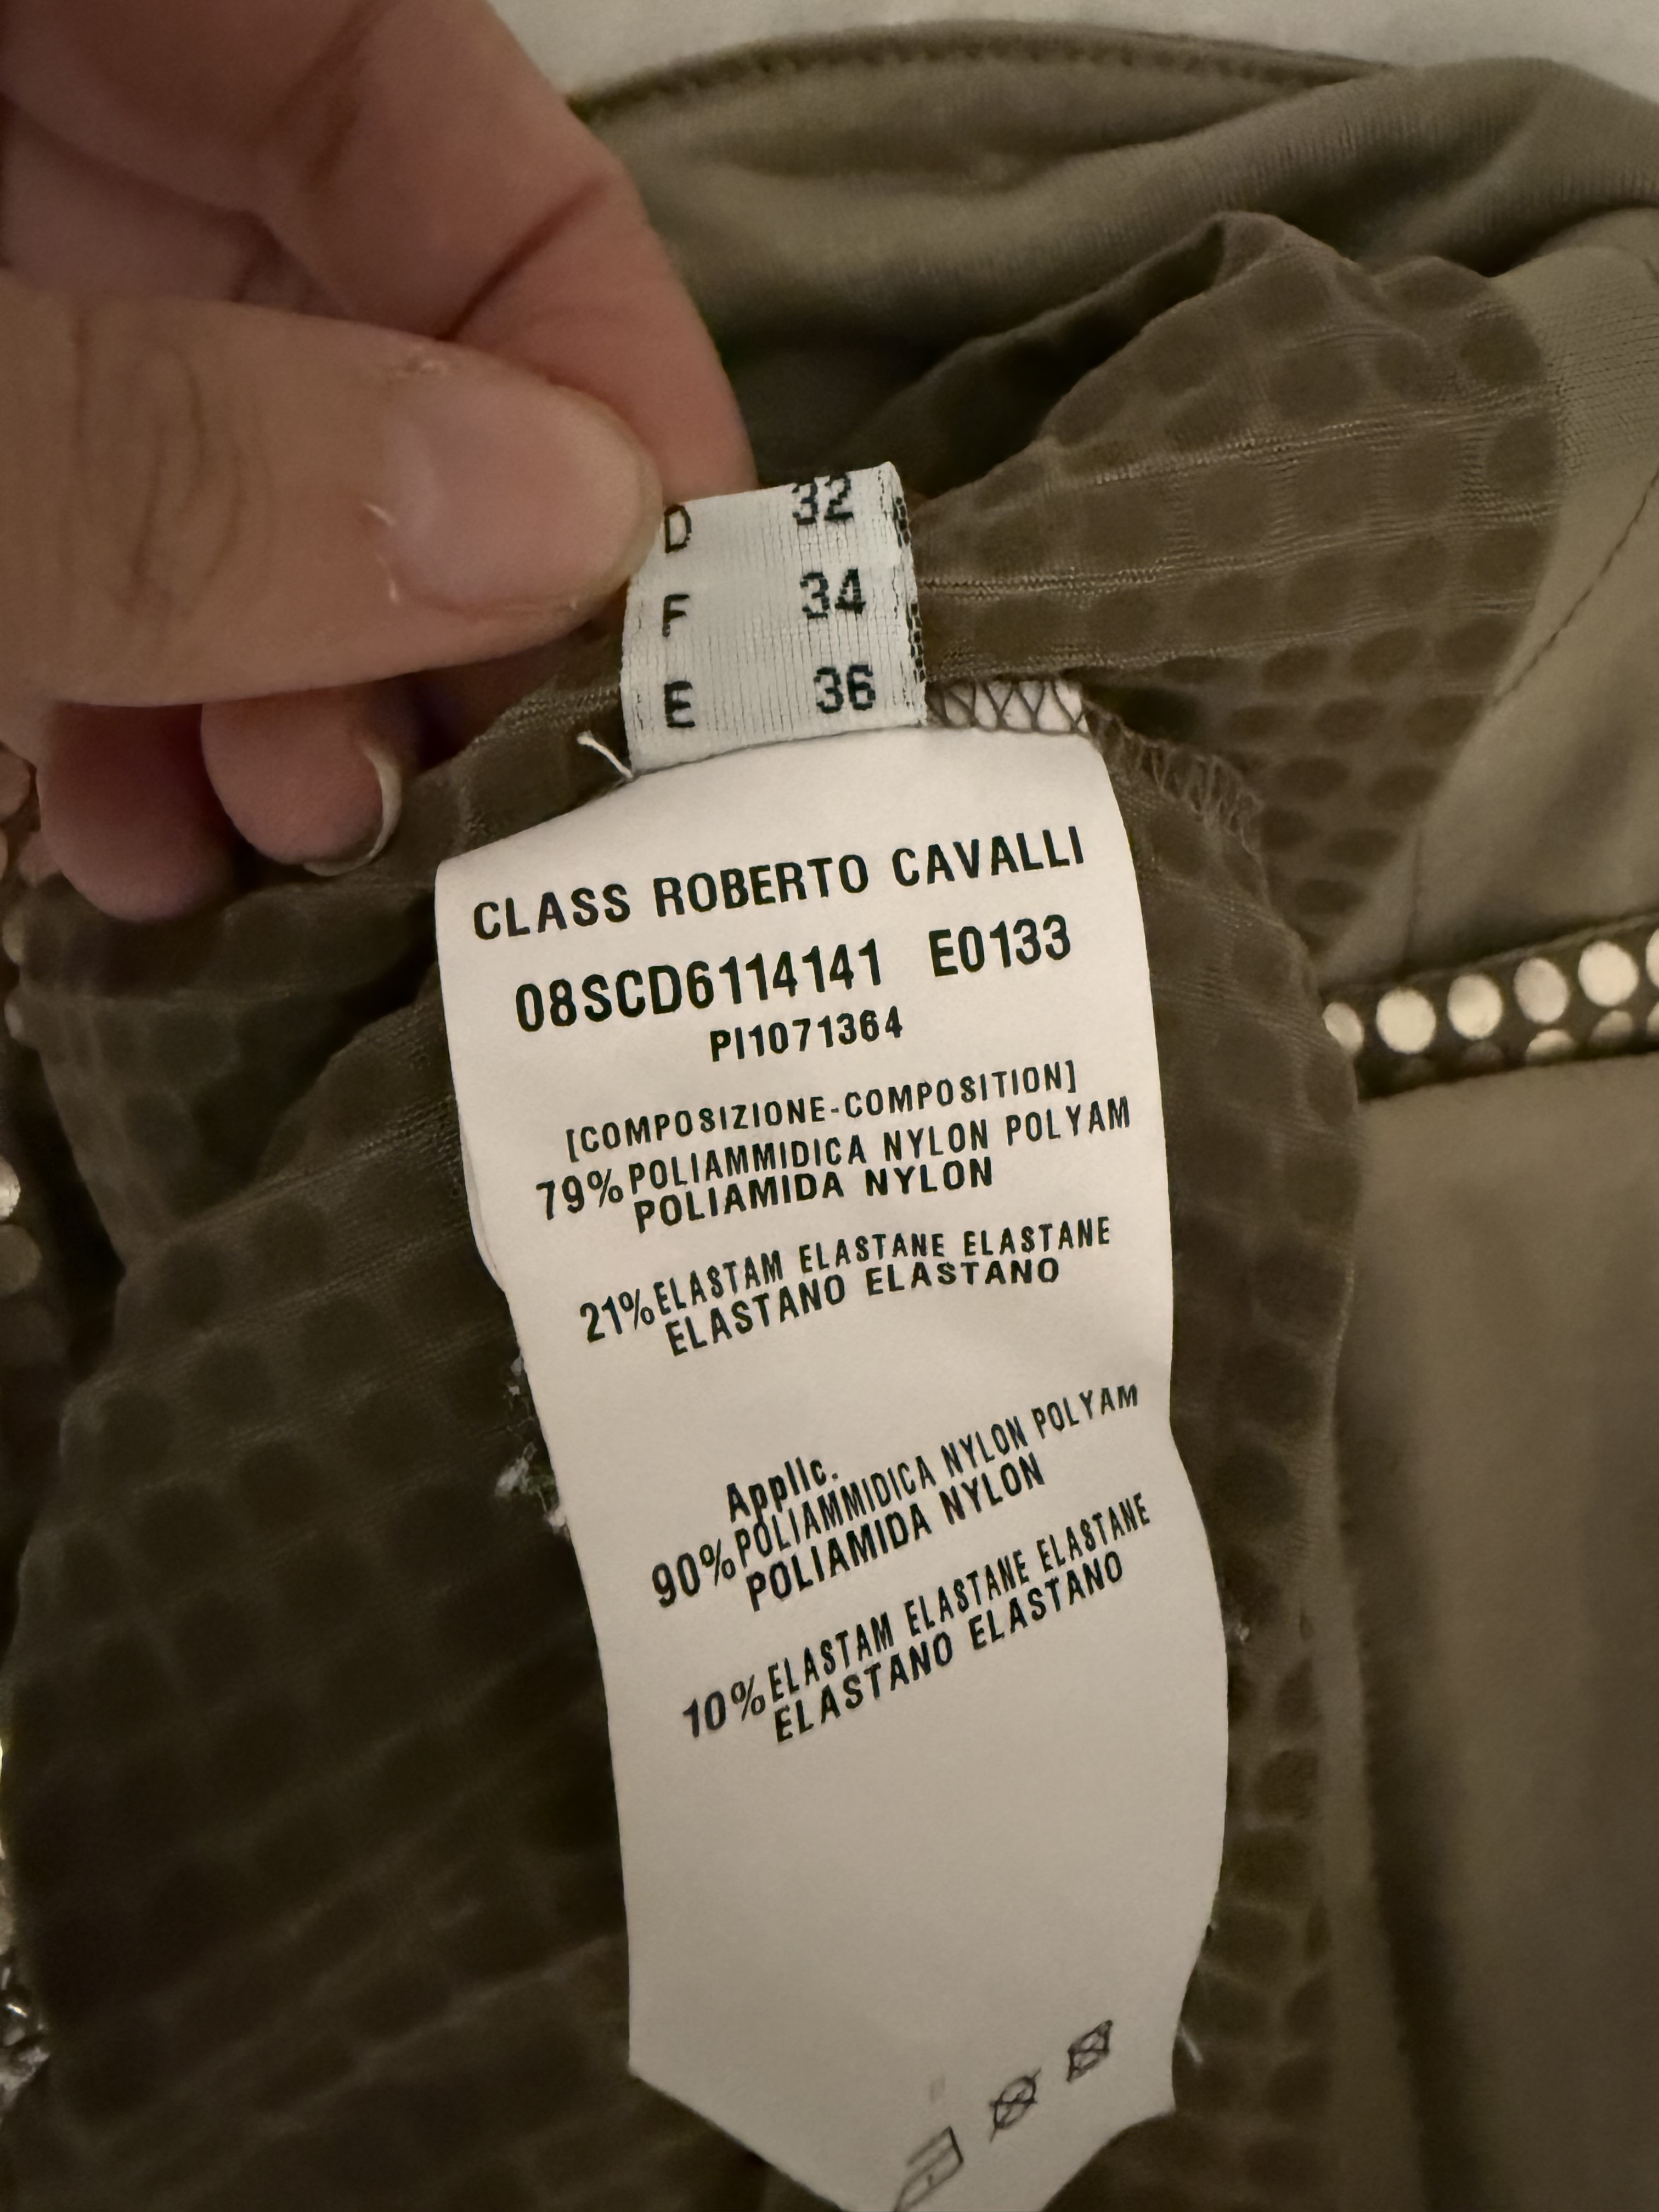 D 32
F 34
E 36
CLASS ROBERTO CAVALLI
08SCD6114141 E0133
PI1071364
[COMPOSIZIONE-COMPOSITION]
79% POLIAMMIDICA NYLON POLYAM
POLIAMIDA NYLON
21% ELASTAM ELASTANE ELASTANE
ELASTANO ELASTANO
Applic.
90% POLIAMMIDICA NYLON POLYAM
POLIAMIDA NYLON
10% ELASTAM ELASTANE ELASTANE
ELASTANO ELASTANO